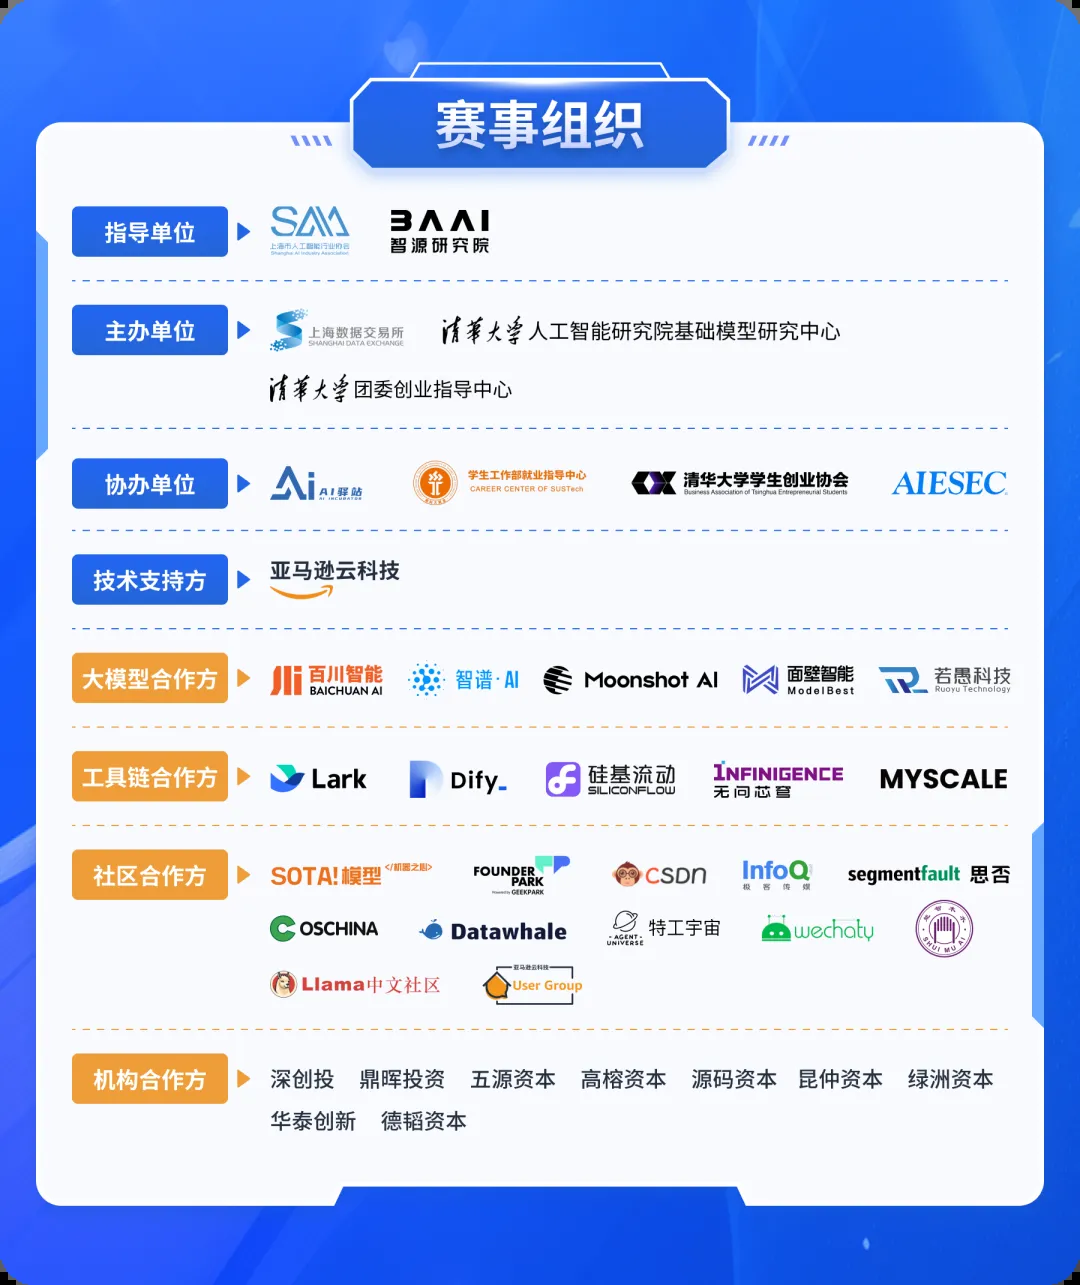 赛事组织
指导单位
SAIA
上海市人工智能行业协会
Shanghai AI Industry Association
BAAI
智源研究院
主办单位
上海数据交易所
SHANGHAI DATA EXCHANGE
清華大学人工智能研究院基础模型研究中心
清華大学团委创业指导中心
协办单位
Ai AI驿站
AI INCUBATOR
学生工作部就业指导中心
CAREER CENTER OF SUSTech
清华大学学生创业协会
Business Association of Tsinghua Entrepreneurial Students
AIESEC
技术支持方
亚马逊云科技
大模型合作方
百川智能
BAICHUAN AI
智谱·AI
Moonshot AI
面壁智能
ModelBest
若愚科技
Ruoyu Technology
工具链合作方
Lark
Dify_
硅基流动
SILICONFLOW
INFINIGENCE
无问芯穹
MYSCALE
社区合作方
SOTA!模型 </机器之心>
FOUNDER
PARK
Powered by GEEKPARK
CSDN
InfoQ
极客传媒
segmentfault 思否
OSCHINA
Datawhale
·AGENT·
UNIVERSE
特工宇宙
wechaty
SHUI MU AI
Llama中文社区
亚马逊云科技
User Group
机构合作方
深创投 鼎晖投资 五源资本 高榕资本 源码资本 昆仲资本 绿洲资本
华泰创新 德韬资本